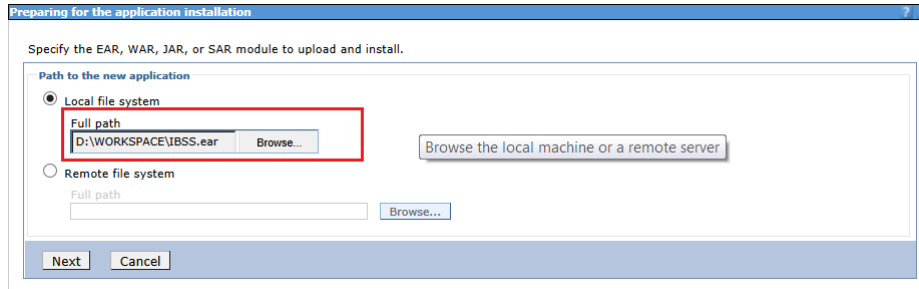 Preparing for the application installation ?
Specify the EAR, WAR, JAR, or SAR module to upload and install.
Path to the new application
Local file system
Full path
D:\WORKSPACE\IBSS.ear Browse...
Browse the local machine or a remote server
Remote file system
Full path
Browse...
Next Cancel